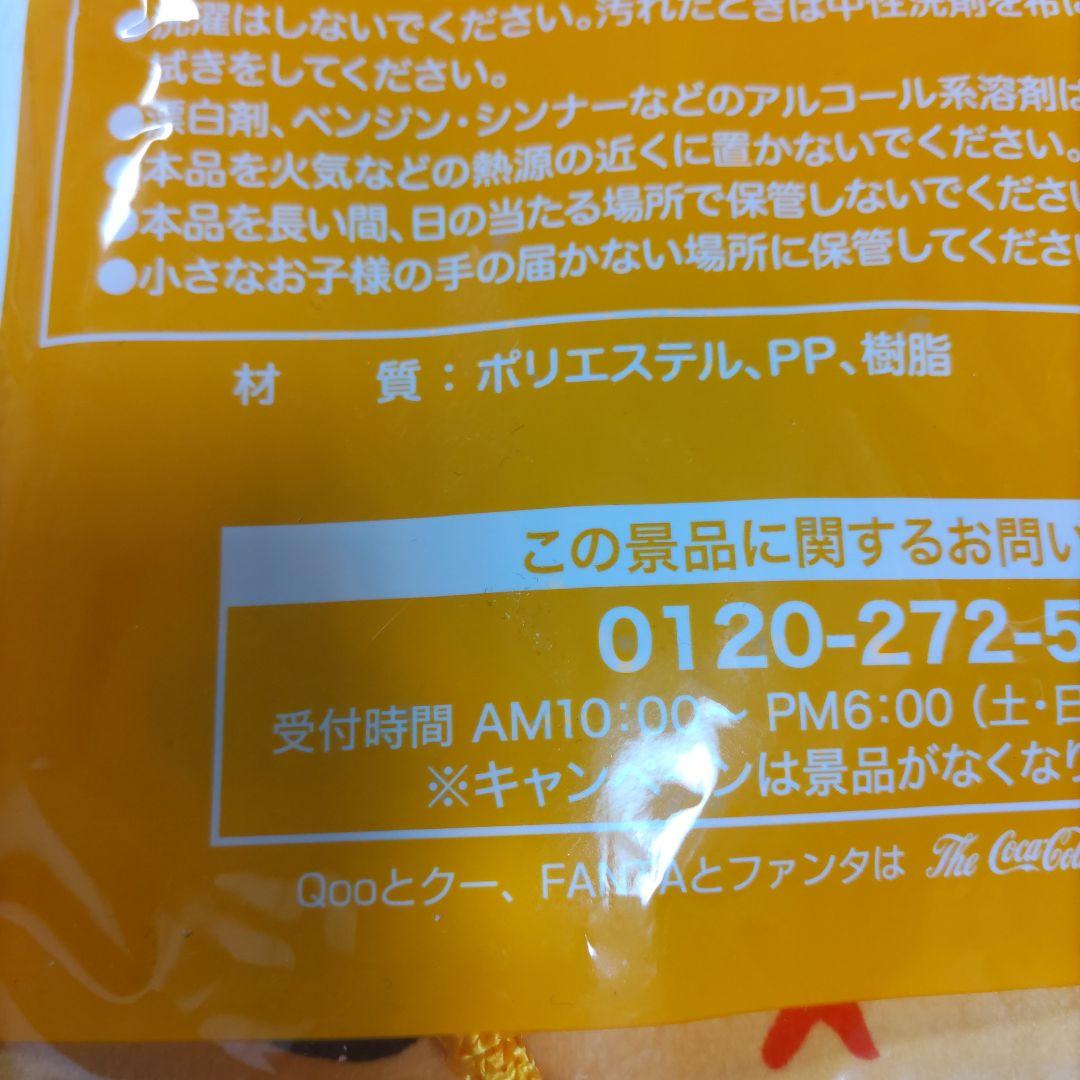 洗濯はしないでください。汚れたときは中性洗剤を布に
拭きをしてください。
●漂白剤、ベンジン・シンナーなどのアルコール系溶剤は
●本品を火気などの熱源の近くに置かないでください。
●本品を長い間、日の当たる場所で保管しないでください
●小さなお子様の手の届かない場所に保管してください
材 質：ポリエステル、PP、樹脂
この景品に関するお問い
0120-272-5
受付時間 AM10:00～ PM6:00 (土・日
※キャンペーンは景品がなくなり
Qooとクー、FANTAとファンタは The Coca-Cola